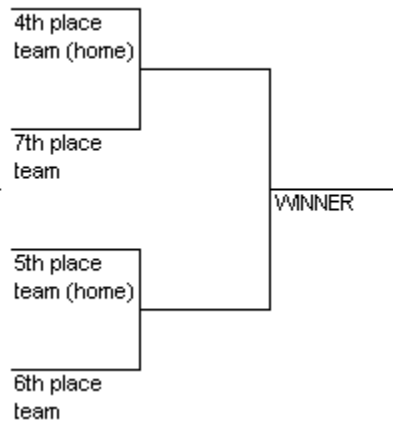 4th place
team (home)
7th place
team
WINNER
5th place
team (home)
6th place
team